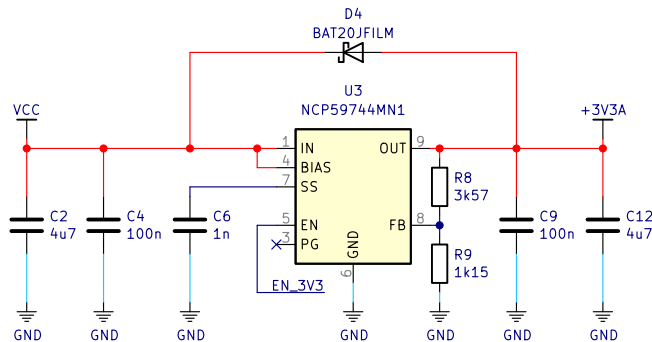 D4
BAT20JFILM
U3
NCP59744MN1
VCC
+3V3A
1 IN OUT 9
4 BIAS
7 SS
R8
3k57
C2
4u7
C4
100n
C6
1n
5 EN FB 8
3 PG
GND
6
R9
1k15
C9
100n
C12
4u7
EN_3V3
GND GND GND GND GND GND GND